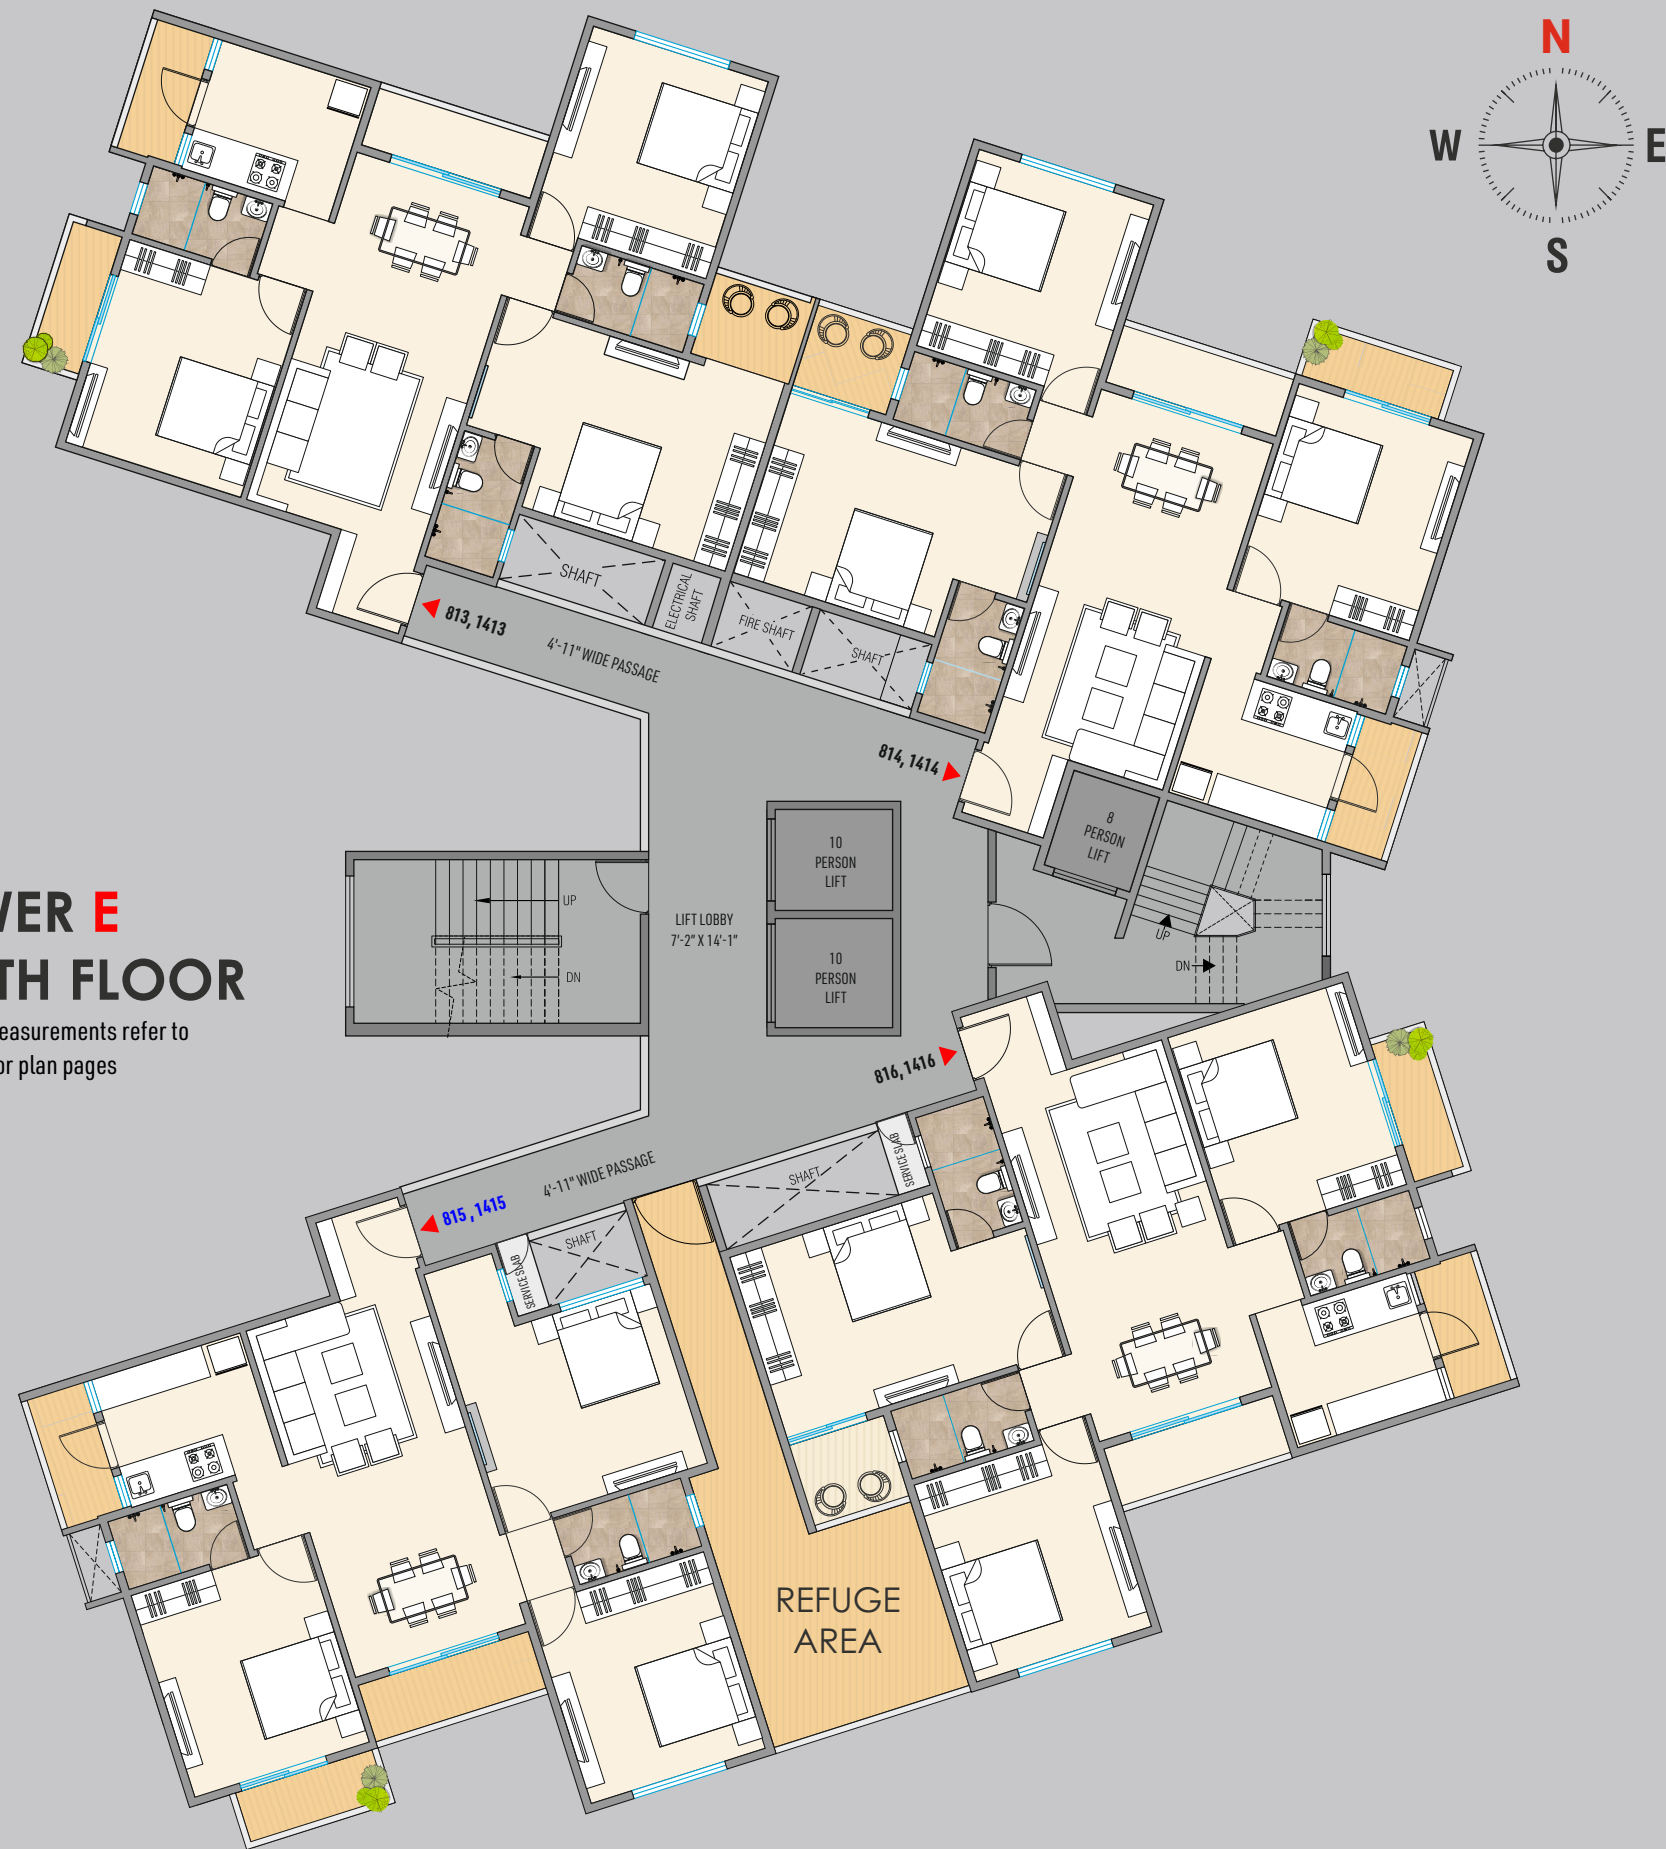 N
W
E
S
SHAFT
ELECTRICAL
SHAFT
FIRE SHAFT
SHAFT
813, 1413
4'-11" WIDE PASSAGE
814, 1414
8
PERSON
LIFT
10
PERSON
LIFT
UP
LIFT LOBBY
7'-2" X 14'-1"
UP
DN
10
PERSON
LIFT
DN
E
TH FLOOR
easurements refer to
or plan pages
816, 1416
4'-11" WIDE PASSAGE
SHAFT
SERVICE SLAB
815, 1415
SHAFT
SERVICE SLAB
REFUGE
AREA